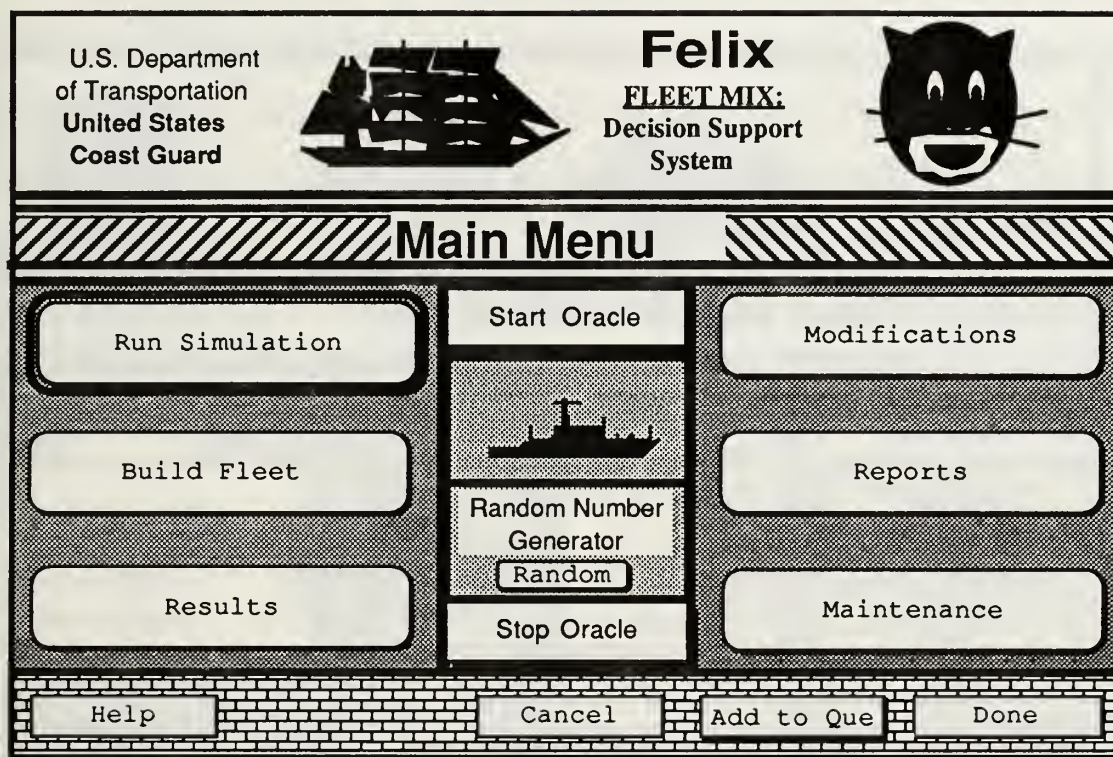 U.S. Department
of Transportation
United States
Coast Guard
Felix
FLEET MIX:
Decision Support
System
Main Menu
Run Simulation
Build Fleet
Results
Start Oracle
Random Number
Generator
Random
Stop Oracle
Modifications
Reports
Maintenance
Help
Cancel
Add to Que
Done